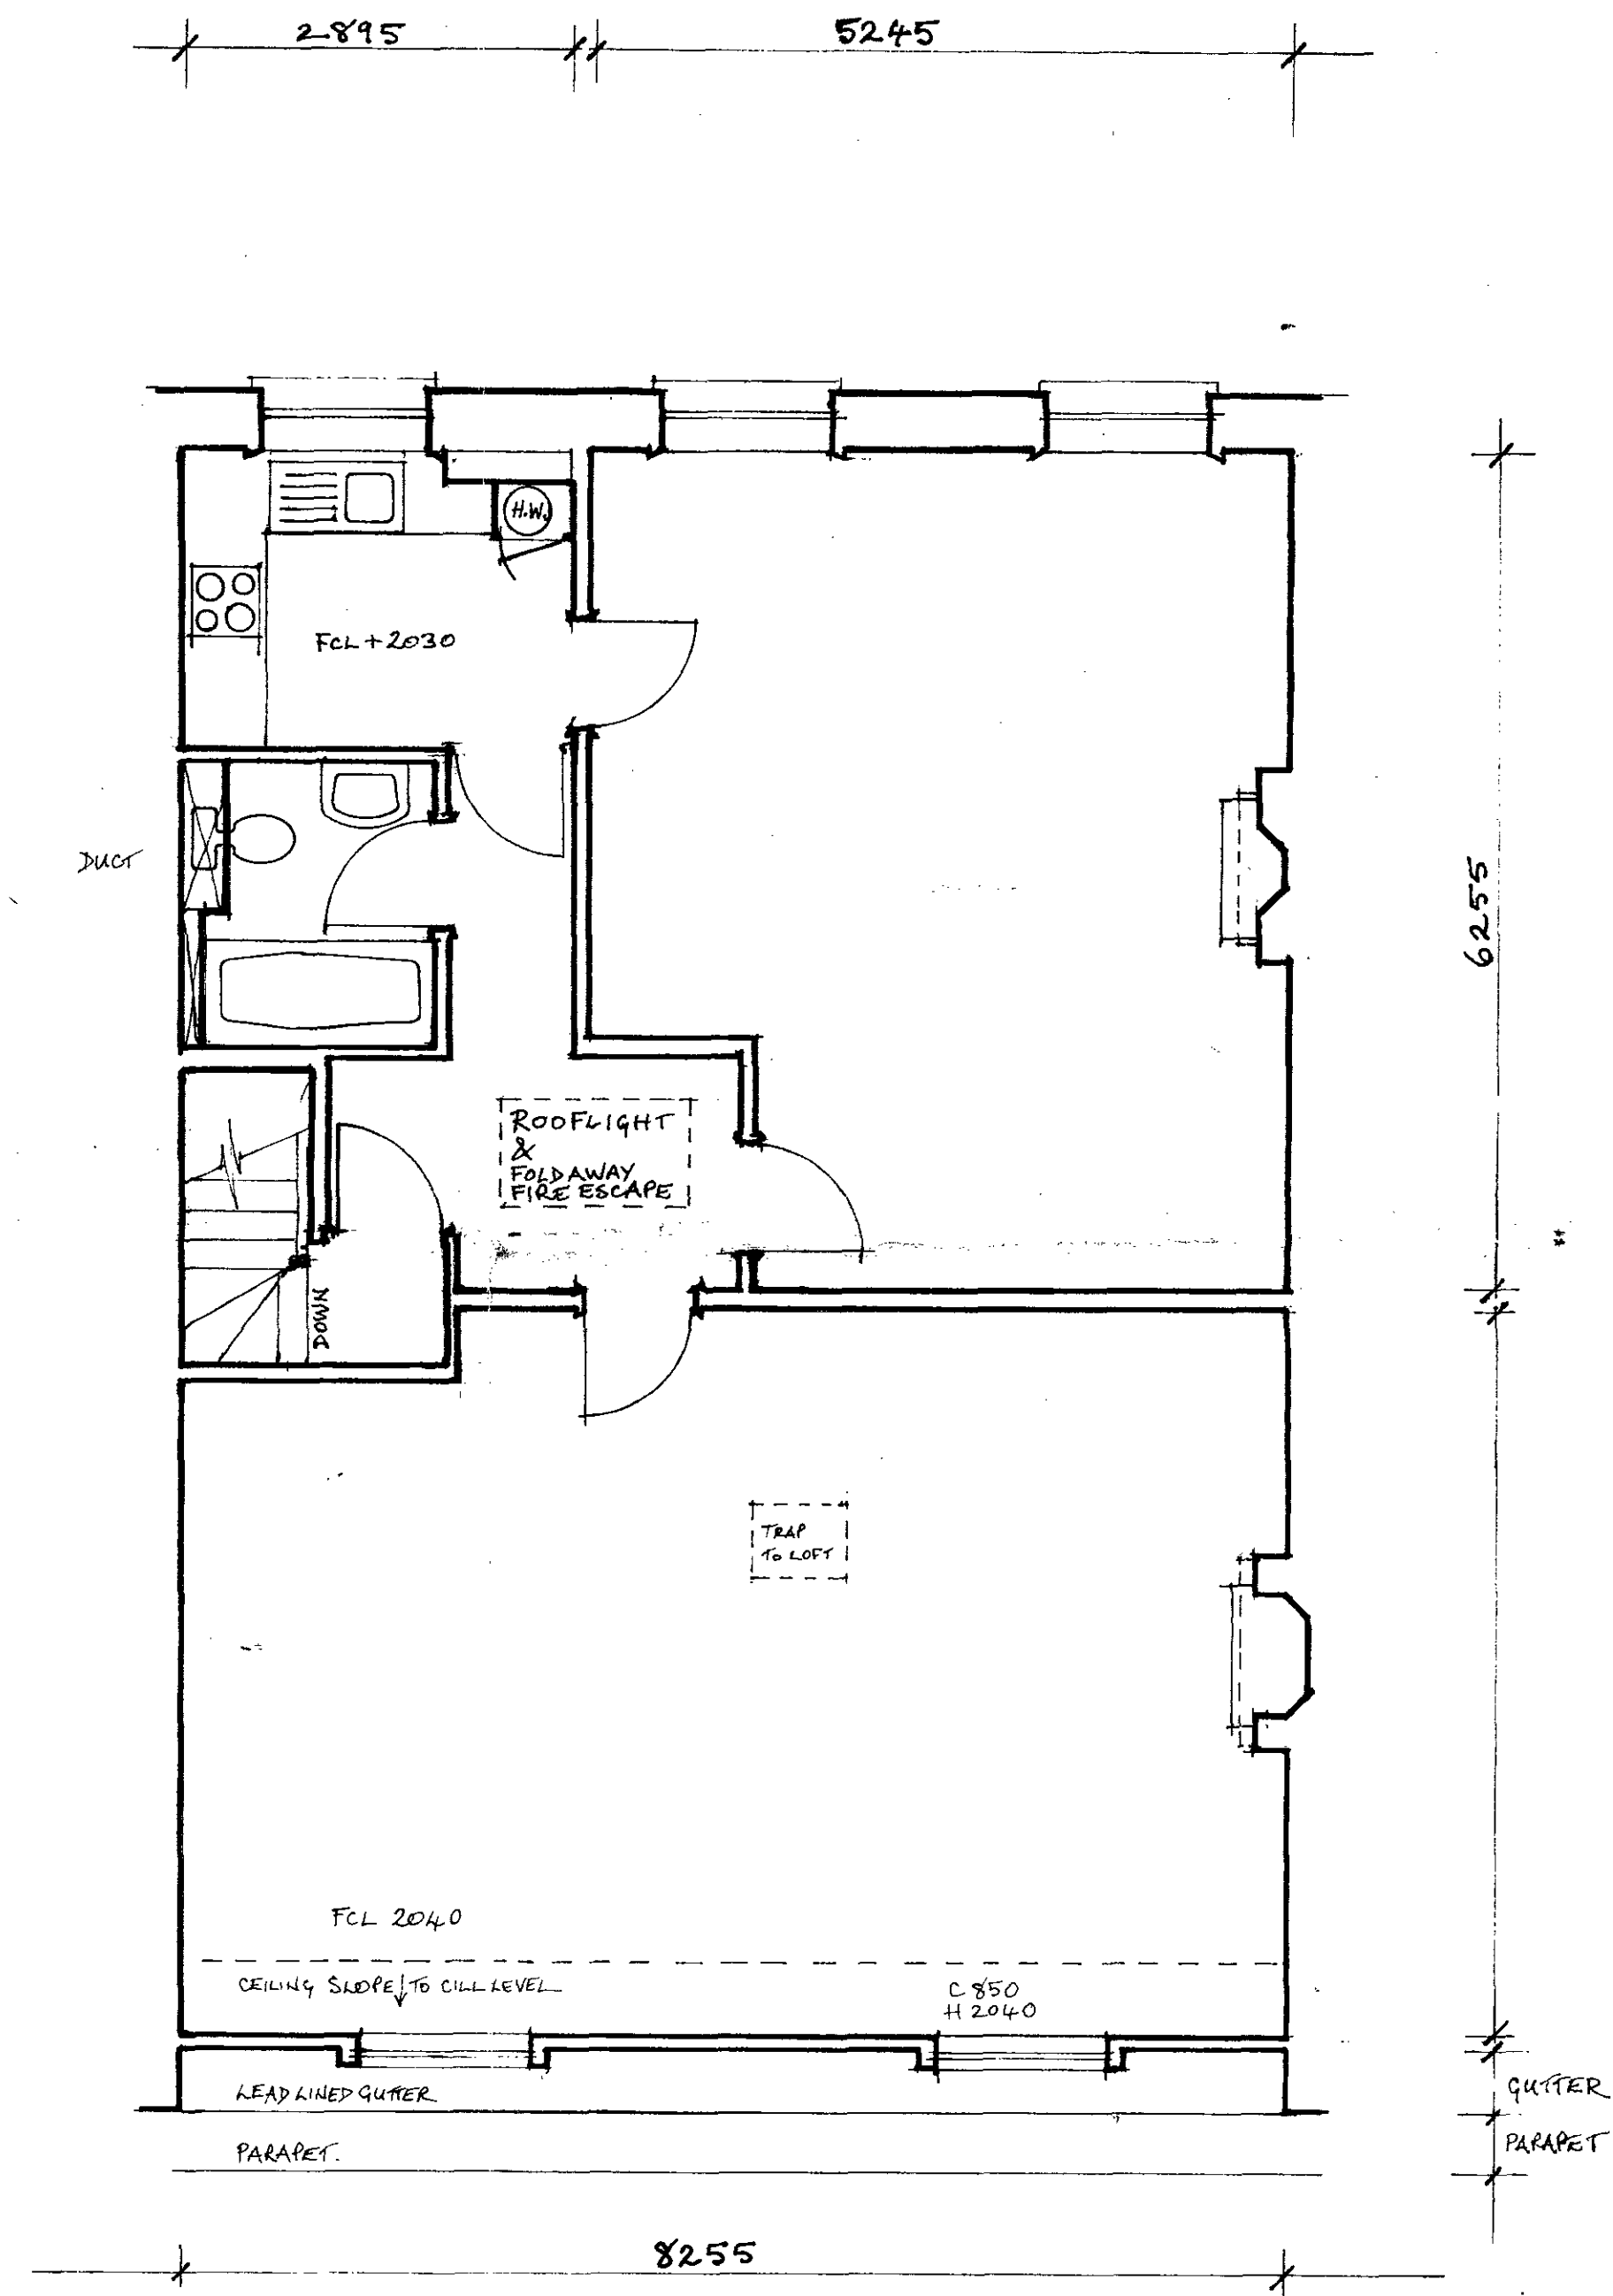 2895
5245
H.W.
FCL+2030
DUCT
6255
ROOFLIGHT
&
FOLDAWAY
FIRE ESCAPE
DOWN
TRAP
TO LOFT
FCL 2040
CEILING SLOPE TO CILL LEVEL
C 850
H 2040
LEAD LINED GUTTER
GUTTER
PARAPET.
PARAPET
8255